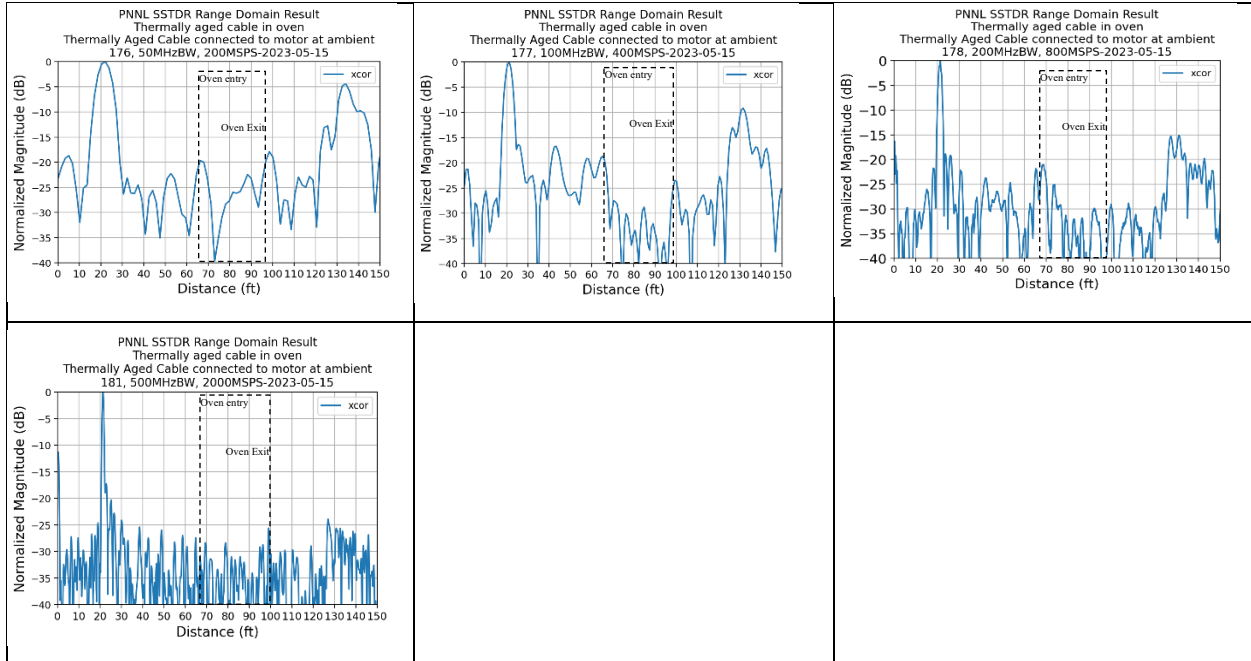 PNNL SSTDR Range Domain Result
Thermally aged cable in oven
Thermally Aged Cable connected to motor at ambient
176, 50MHzBW, 200MSPS-2023-05-15
Normalized Magnitude (dB)
0
−5
−10
−15
−20
−25
−30
−35
−40
Oven entry
xcor
Oven Exit
0 10 20 30 40 50 60 70 80 90 100 110 120 130 140 150
Distance (ft)
PNNL SSTDR Range Domain Result
Thermally aged cable in oven
Thermally Aged Cable connected to motor at ambient
177, 100MHzBW, 400MSPS-2023-05-15
Normalized Magnitude (dB)
0
−5
−10
−15
−20
−25
−30
−35
−40
Oven entry
xcor
Oven Exit
0 10 20 30 40 50 60 70 80 90 100 110 120 130 140 150
Distance (ft)
PNNL SSTDR Range Domain Result
Thermally aged cable in oven
Thermally Aged Cable connected to motor at ambient
178, 200MHzBW, 800MSPS-2023-05-15
Normalized Magnitude (dB)
0
−5
−10
−15
−20
−25
−30
−35
−40
Oven entry
xcor
Oven Exit
0 10 20 30 40 50 60 70 80 90 100 110 120 130 140 150
Distance (ft)
PNNL SSTDR Range Domain Result
Thermally aged cable in oven
Thermally Aged Cable connected to motor at ambient
181, 500MHzBW, 2000MSPS-2023-05-15
Normalized Magnitude (dB)
0
−5
−10
−15
−20
−25
−30
−35
−40
Oven entry
xcor
Oven Exit
0 10 20 30 40 50 60 70 80 90 100 110 120 130 140 150
Distance (ft)